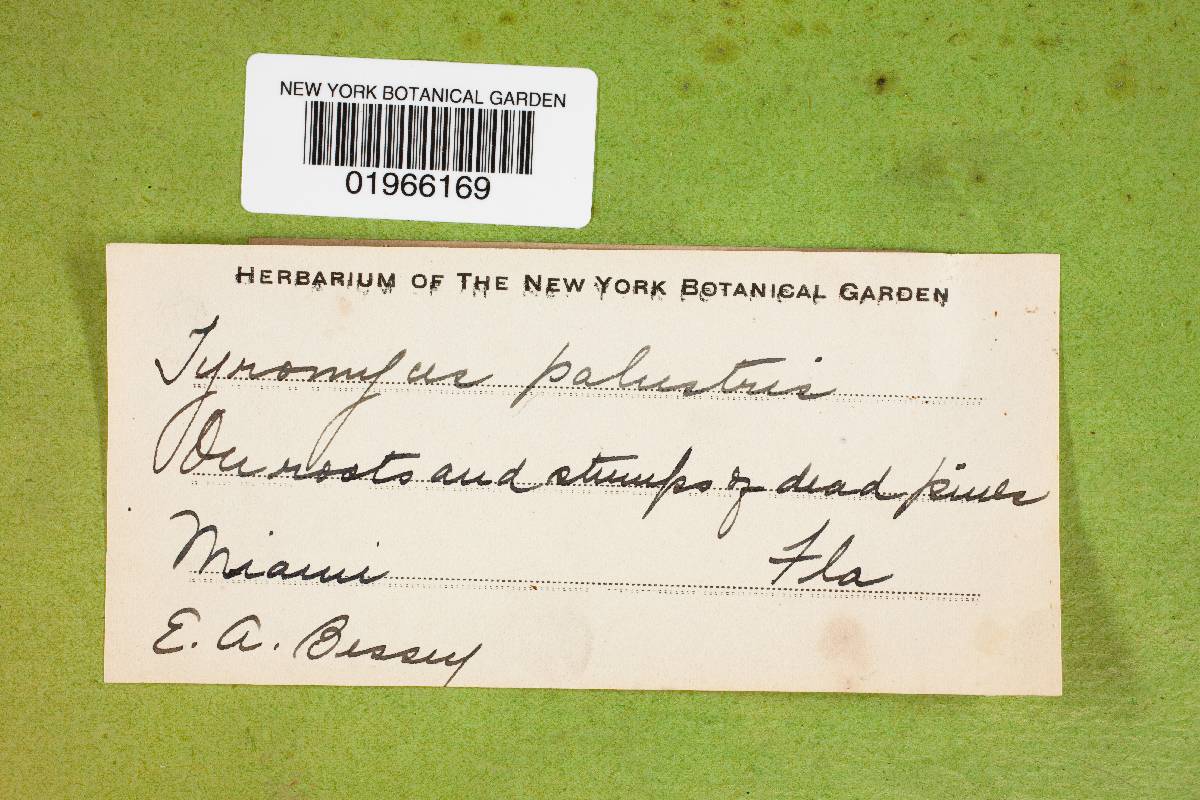 NEW YORK BOTANICAL GARDEN
01966169
HERBARIUM OF THE NEW YORK BOTANICAL GARDEN
Tyromyces palustris
On roots and stumps of dead pines
Miami Fla
E. A. Bessey